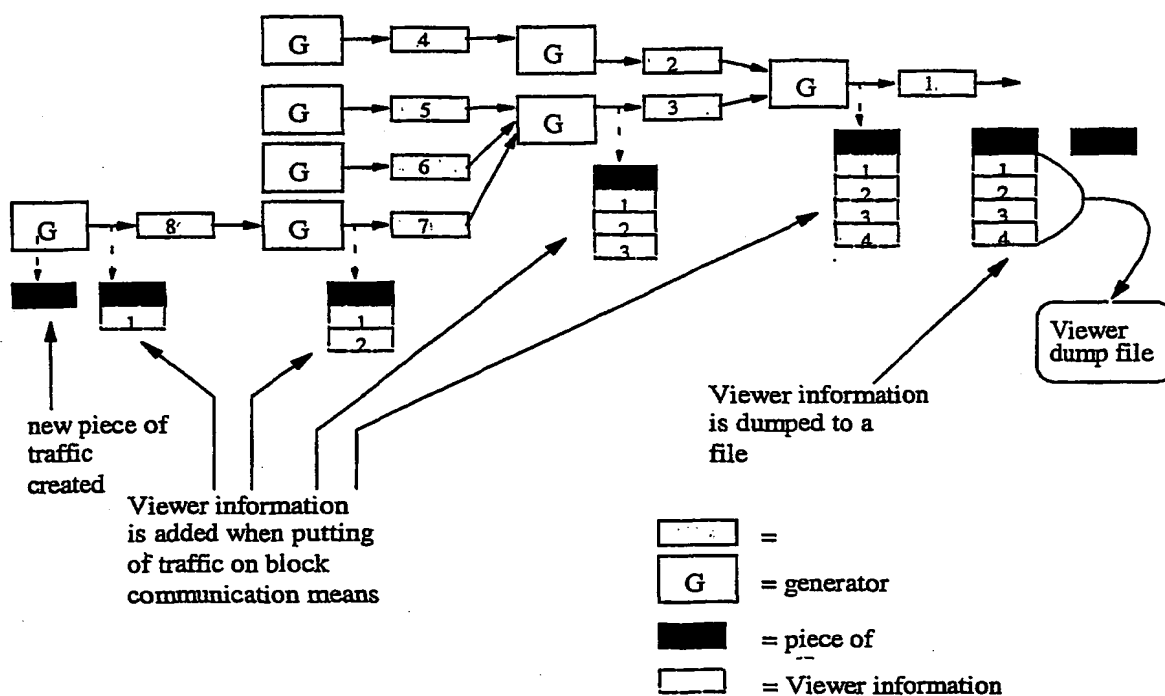 G
4
G
2
G
1.
G
5
G
3
G
6
G
8
G
7
1
1
2
1
2
3
1
2
3
4
1
2
3
4
Viewer
dump file
new piece of
traffic
created
Viewer information
is added when putting
of traffic on block
communication means
Viewer information
is dumped to a
file
=
G = generator
= piece of
= Viewer information